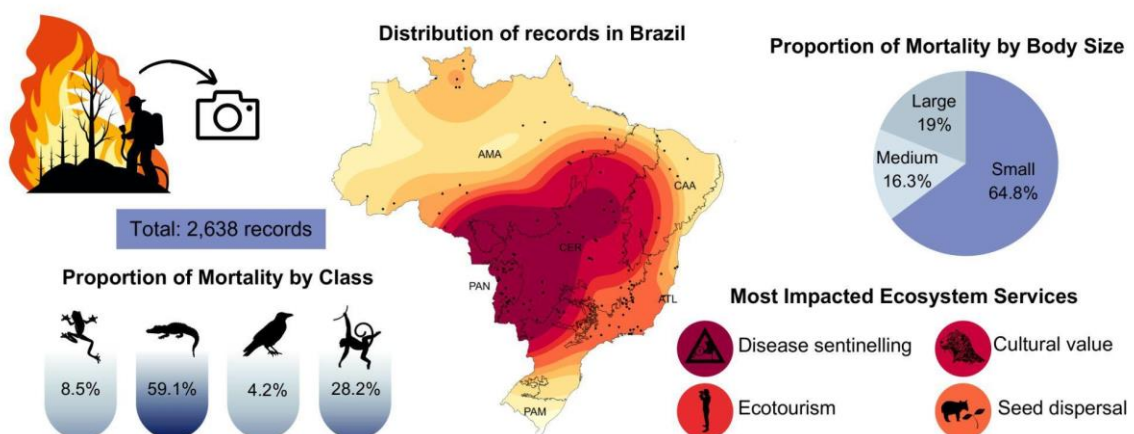 Distribution of records in Brazil
AMA
CAA
CER
PAN
ATL
PAM
Total: 2,638 records
Proportion of Mortality by Class
8.5%
59.1%
4.2%
28.2%
Proportion of Mortality by Body Size
Large
19%
Medium
16.3%
Small
64.8%
Most Impacted Ecosystem Services
Disease sentinelling
Cultural value
Ecotourism
Seed dispersal